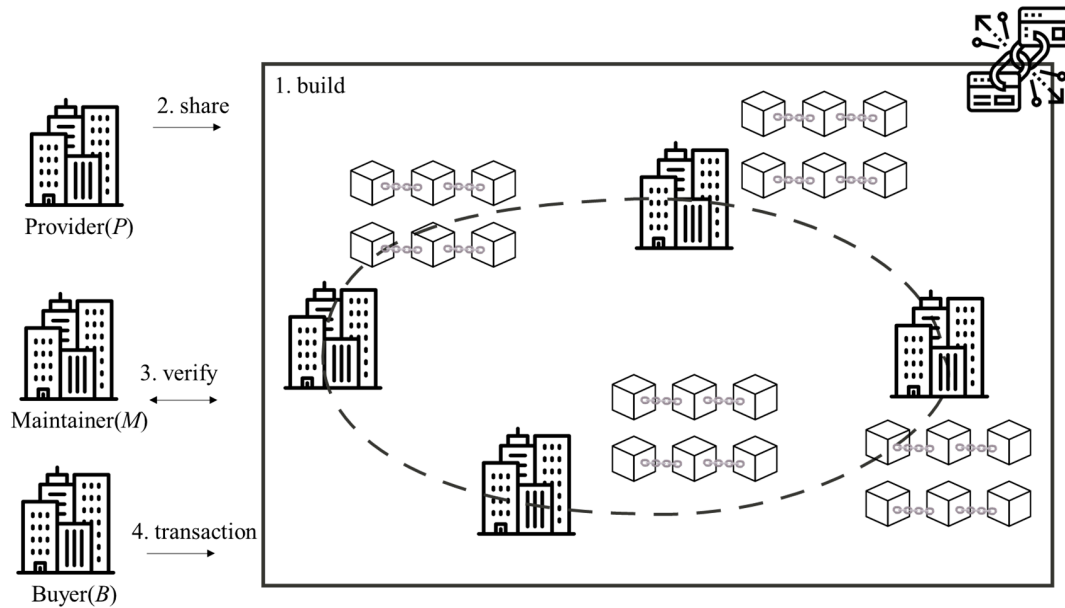 1. build
2. share
Provider(P)
3. verify
Maintainer(M)
4. transaction
Buyer(B)